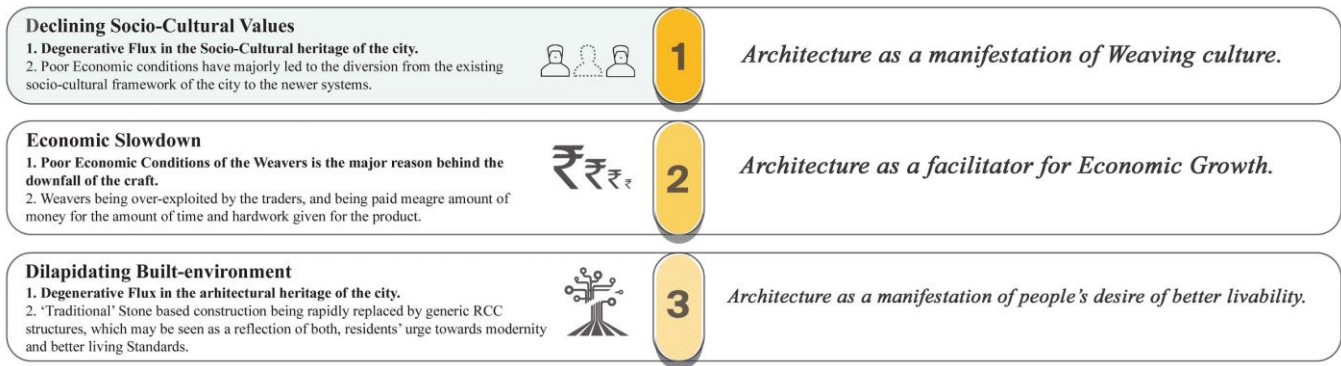 Declining Socio-Cultural Values
1. Degenerative Flux in the Socio-Cultural heritage of the city.
2. Poor Economic conditions have majorly led to the diversion from the existing
socio-cultural framework of the city to the newer systems.
1
Architecture as a manifestation of Weaving culture.
Economic Slowdown
1. Poor Economic Conditions of the Weavers is the major reason behind the
downfall of the craft.
2. Weavers being over-exploited by the traders, and being paid meagre amount of
money for the amount of time and hardwork given for the product.
₹₹₹₹
2
Architecture as a facilitator for Economic Growth.
Dilapidating Built-environment
1. Degenerative Flux in the arhitectural heritage of the city.
2. ‘Traditional’ Stone based construction being rapidly replaced by generic RCC
structures, which may be seen as a reflection of both, residents’ urge towards modernity
and better living Standards.
3
Architecture as a manifestation of people’s desire of better livability.